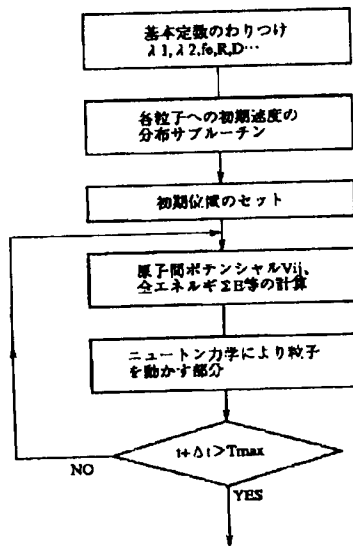 基本定数のわりつけ
λ1,λ2,fe,R,D…
各粒子への初期速度の
分布サブルーチン
初期位置のセット
原子間ポテンシャルVij、
全エネルギΣE等の計算
ニュートン力学により粒子
を動かす部分
t+Δt>Tmax
NO
YES